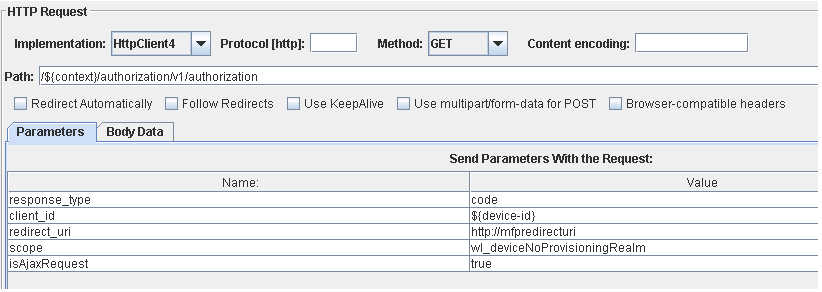 HTTP Request
Implementation: HttpClient4 Protocol [http]: Method: GET Content encoding:
Path: /${context}/authorization/v1/authorization
Redirect Automatically Follow Redirects Use KeepAlive Use multipart/form-data for POST Browser-compatible headers
Parameters Body Data
Send Parameters With the Request:
Name: Value
response_type code
client_id ${device-id}
redirect_uri http://mfpredirecturi
scope wl_deviceNoProvisioningRealm
isAjaxRequest true